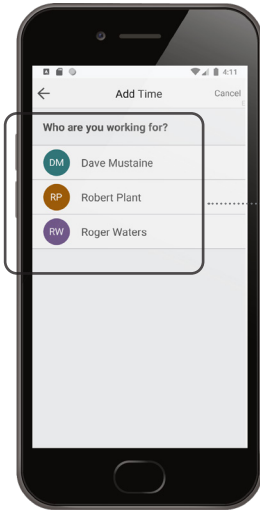 4:11
Add Time
Cancel
Who are you working for?
DM Dave Mustaine
RP Robert Plant
RW Roger Waters